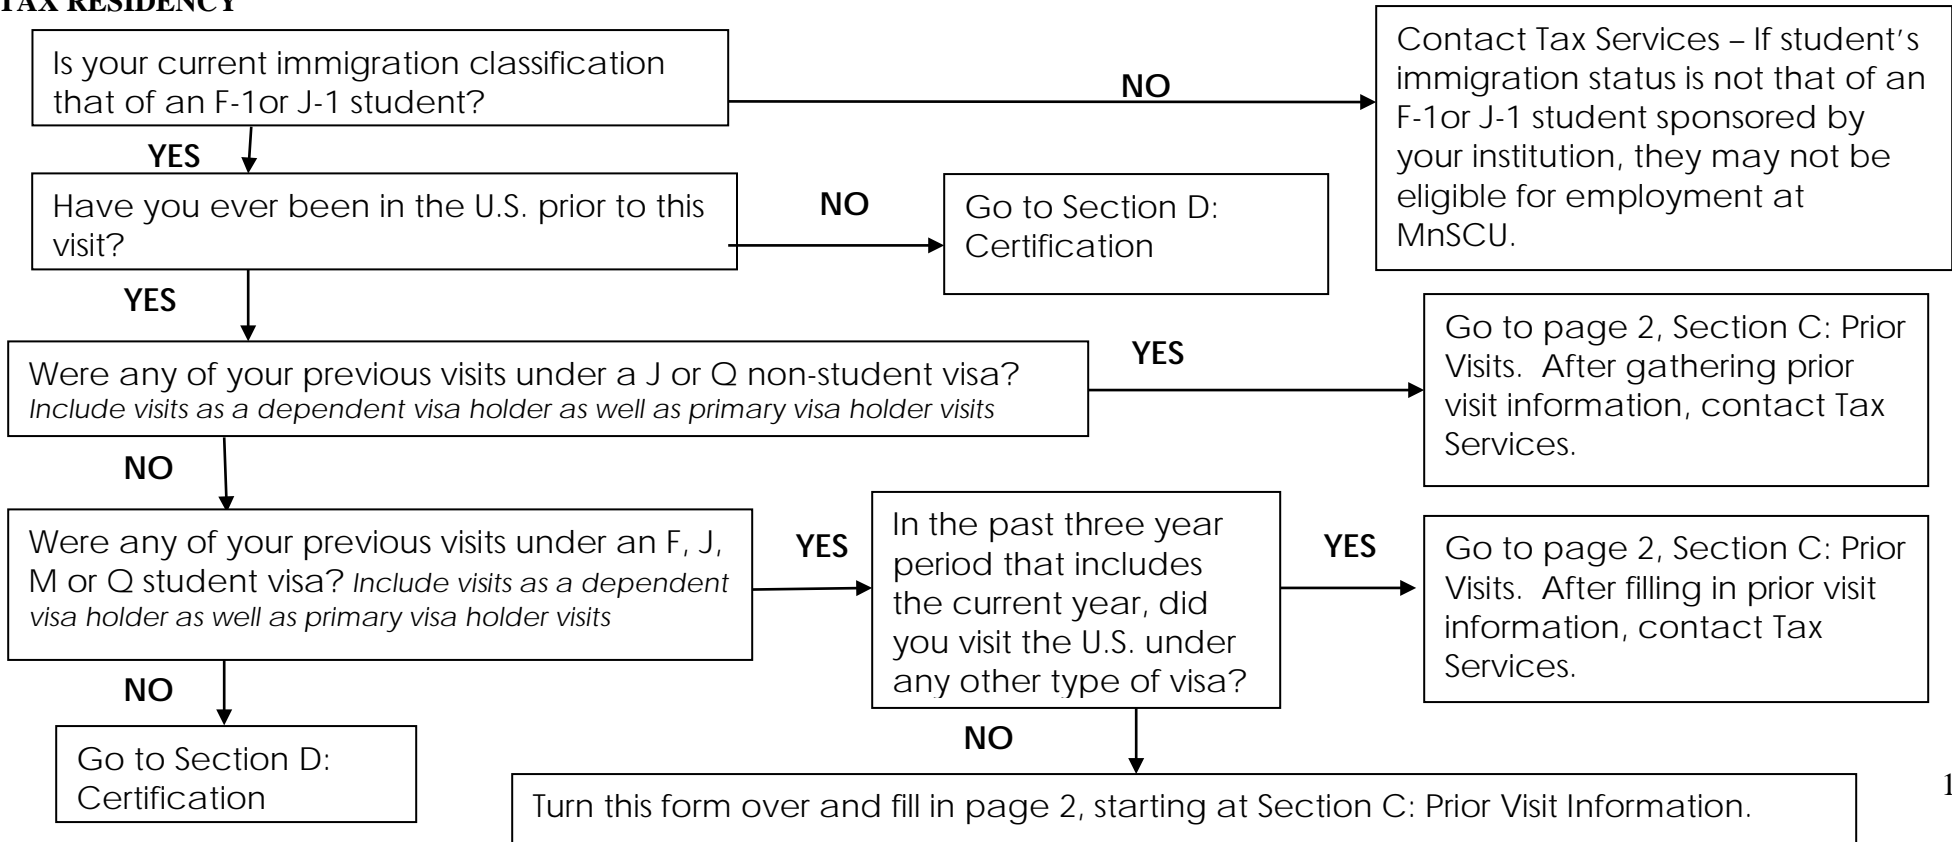 TAX RESIDENCY
Is your current immigration classification
that of an F-1or J-1 student?
NO
Contact Tax Services – If student's
immigration status is not that of an
F-1or J-1 student sponsored by
your institution, they may not be
eligible for employment at
MnSCU.
YES
Have you ever been in the U.S. prior to this
visit?
NO
Go to Section D:
Certification
YES
Were any of your previous visits under a J or Q non-student visa?
Include visits as a dependent visa holder as well as primary visa holder visits
YES
Go to page 2, Section C: Prior
Visits.  After gathering prior
visit information, contact Tax
Services.
NO
Were any of your previous visits under an F, J,
M or Q student visa? Include visits as a dependent
visa holder as well as primary visa holder visits
YES
In the past three year
period that includes
the current year, did
you visit the U.S. under
any other type of visa?
YES
Go to page 2, Section C: Prior
Visits.  After filling in prior visit
information, contact Tax
Services.
NO
Go to Section D:
Certification
NO
Turn this form over and fill in page 2, starting at Section C: Prior Visit Information.
1